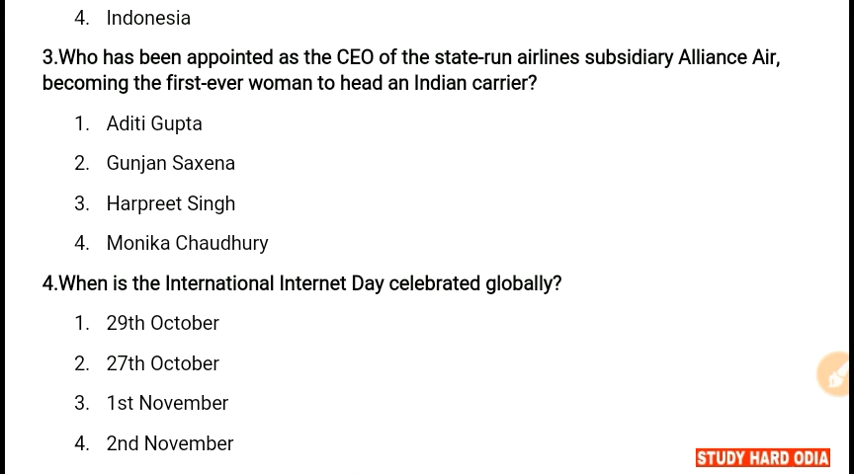 4. Indonesia
3.Who has been appointed as the CEO of the state-run airlines subsidiary Alliance Air,
becoming the first-ever woman to head an Indian carrier?
1. Aditi Gupta
2. Gunjan Saxena
3. Harpreet Singh
4. Monika Chaudhury
4.When is the International Internet Day celebrated globally?
1. 29th October
2. 27th October
3. 1st November
4. 2nd November
STUDY HARD ODIA